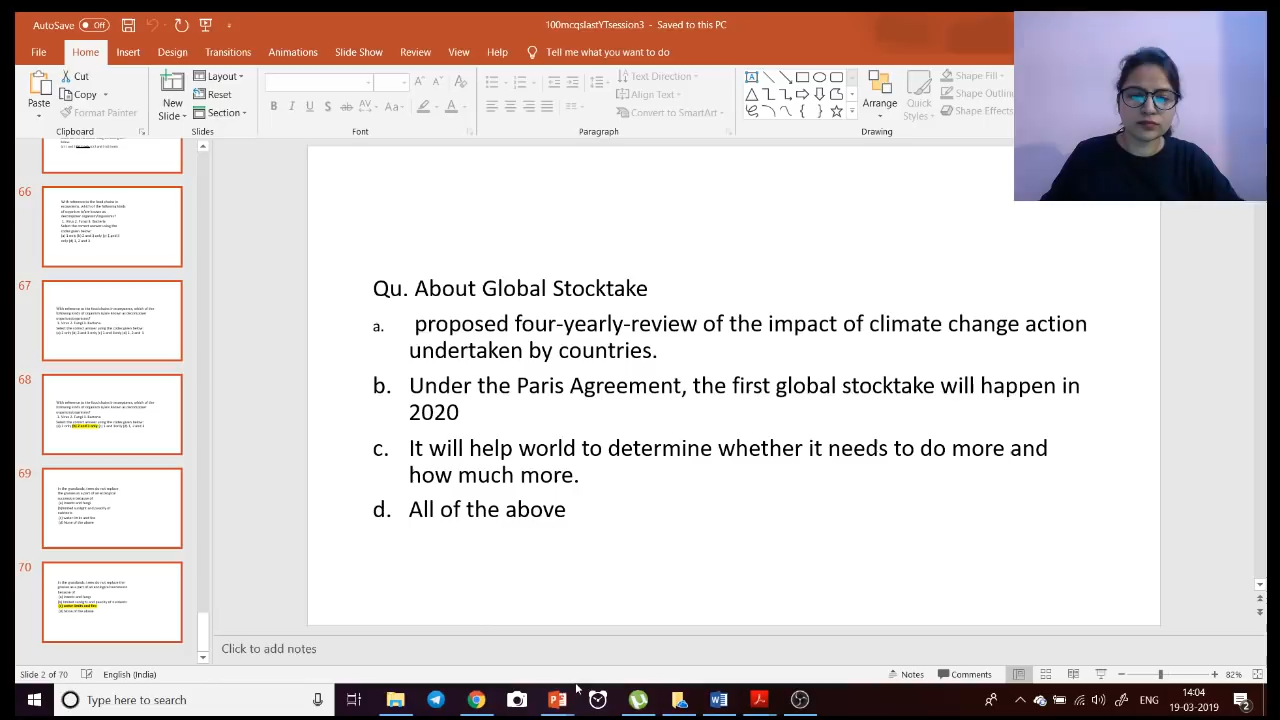 AutoSave Off
100mcqslastYTsession3 - Saved to this PC
File Home Insert Design Transitions Animations Slide Show Review View Help Tell me what you want to do
Paste
Cut
Copy
Format Painter
Clipboard
New
Slide
Layout
Reset
Section
Slides
Font
Text Direction
Align Text
Convert to SmartArt
Paragraph
Arrange
Quick
Styles
Shape Fill
Shape Outline
Shape Effects
Drawing
66
67
68
69
70
Qu. About Global Stocktake
a. proposed four-yearly-review of the impact of climate change action
undertaken by countries.
b. Under the Paris Agreement, the first global stocktake will happen in
2020
c. It will help world to determine whether it needs to do more and
how much more.
d. All of the above
Click to add notes
Slide 2 of 70 English (India) Notes Comments 82%
Type here to search
ENG
14:04
19-03-2019
2